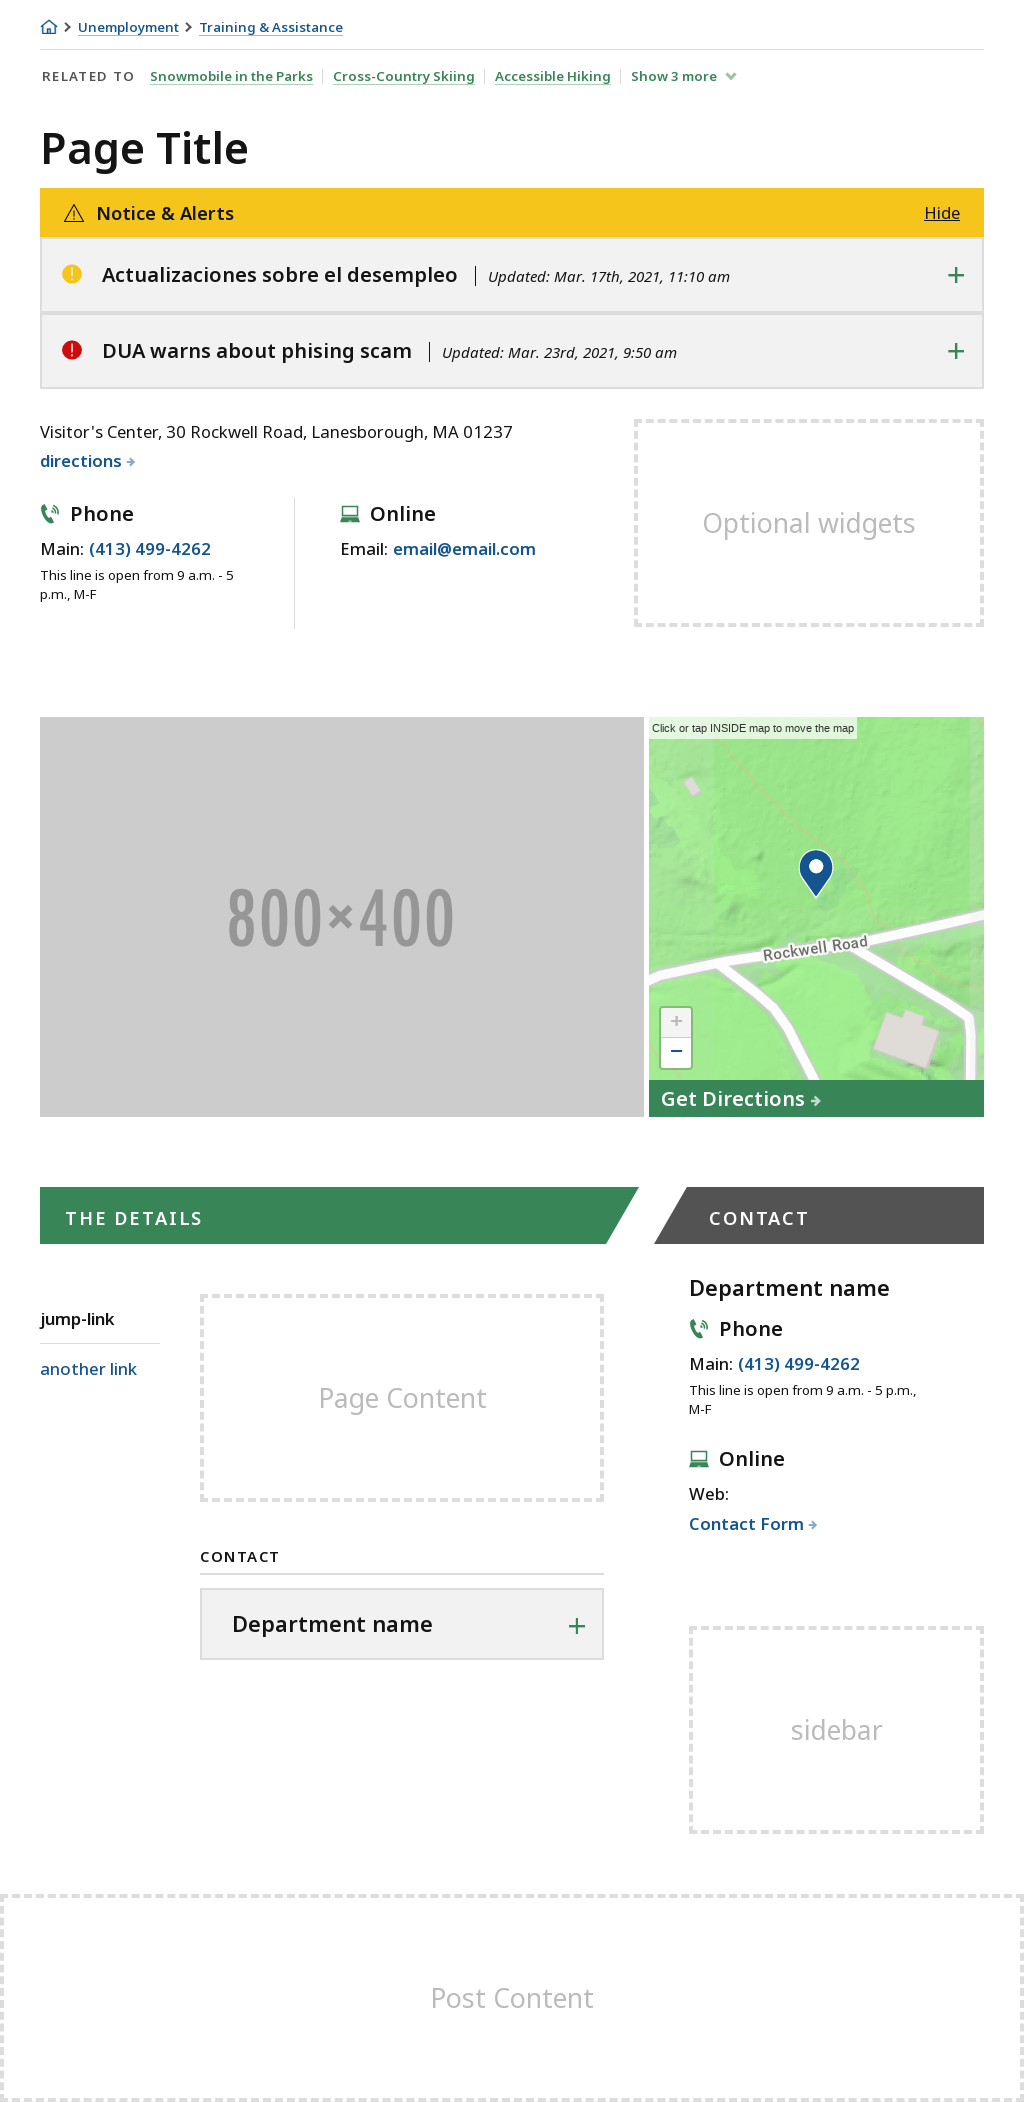 Unemployment Training & Assistance
RELATED TO Snowmobile in the Parks Cross-Country Skiing Accessible Hiking Show 3 more
Page Title
Notice & Alerts Hide
Actualizaciones sobre el desempleo Updated: Mar. 17th, 2021, 11:10 am +
DUA warns about phising scam Updated: Mar. 23rd, 2021, 9:50 am +
Visitor's Center, 30 Rockwell Road, Lanesborough, MA 01237
directions
Phone
Main: (413) 499-4262
This line is open from 9 a.m. - 5
p.m., M-F
Online
Email: email@email.com
Optional widgets
800×400
Click or tap INSIDE map to move the map
Rockwell Road
+
−
Get Directions
THE DETAILS
jump-link
another link
Page Content
CONTACT
Department name +
CONTACT
Department name
Phone
Main: (413) 499-4262
This line is open from 9 a.m. - 5 p.m.,
M-F
Online
Web:
Contact Form
sidebar
Post Content